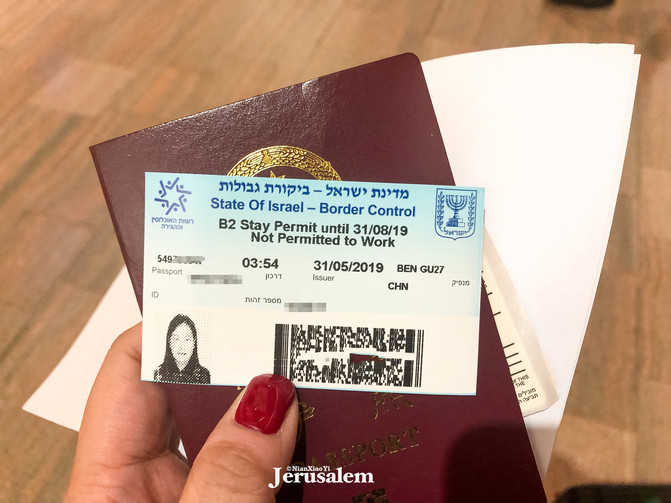 מדינת ישראל – ביקורת גבולות
State Of Israel – Border Control
B2 Stay Permit until 31/08/19
Not Permitted to Work
רשות האוכלוסין
וההגירה
ישראל
03:54 31/05/2019 BEN GU27
Passport דרכון Issuer מנפיק
CHN
ID מספר זהות
PASSPORT
©NianXiaoYi
Jerusalem